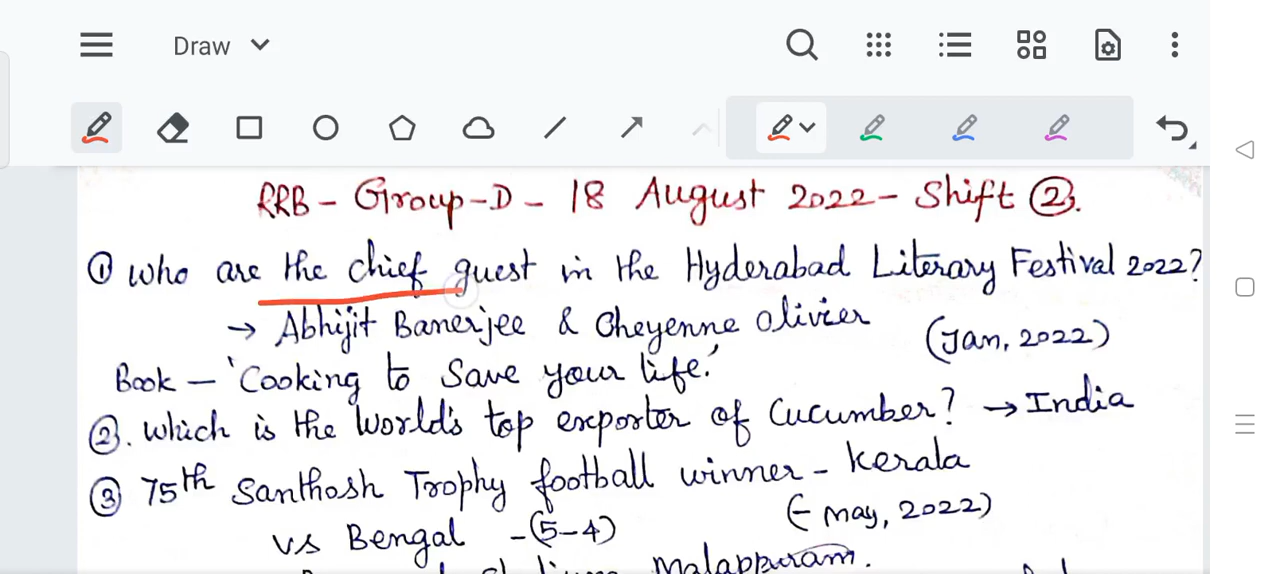 Draw
RRB - Group-D - 18 August 2022 - Shift ②.
① who are the chief guest in the Hyderabad Literary Festival 2022?
→ Abhijit Banerjee & Cheyenne Olivier (Jan, 2022)
Book - 'Cooking to Save your life.'
②. which is the world's top exporter of Cucumber? → India
③ 75th Santhosh Trophy football winner - Kerala
vs Bengal - (5-4) (- may, 2022)
Malappuram.